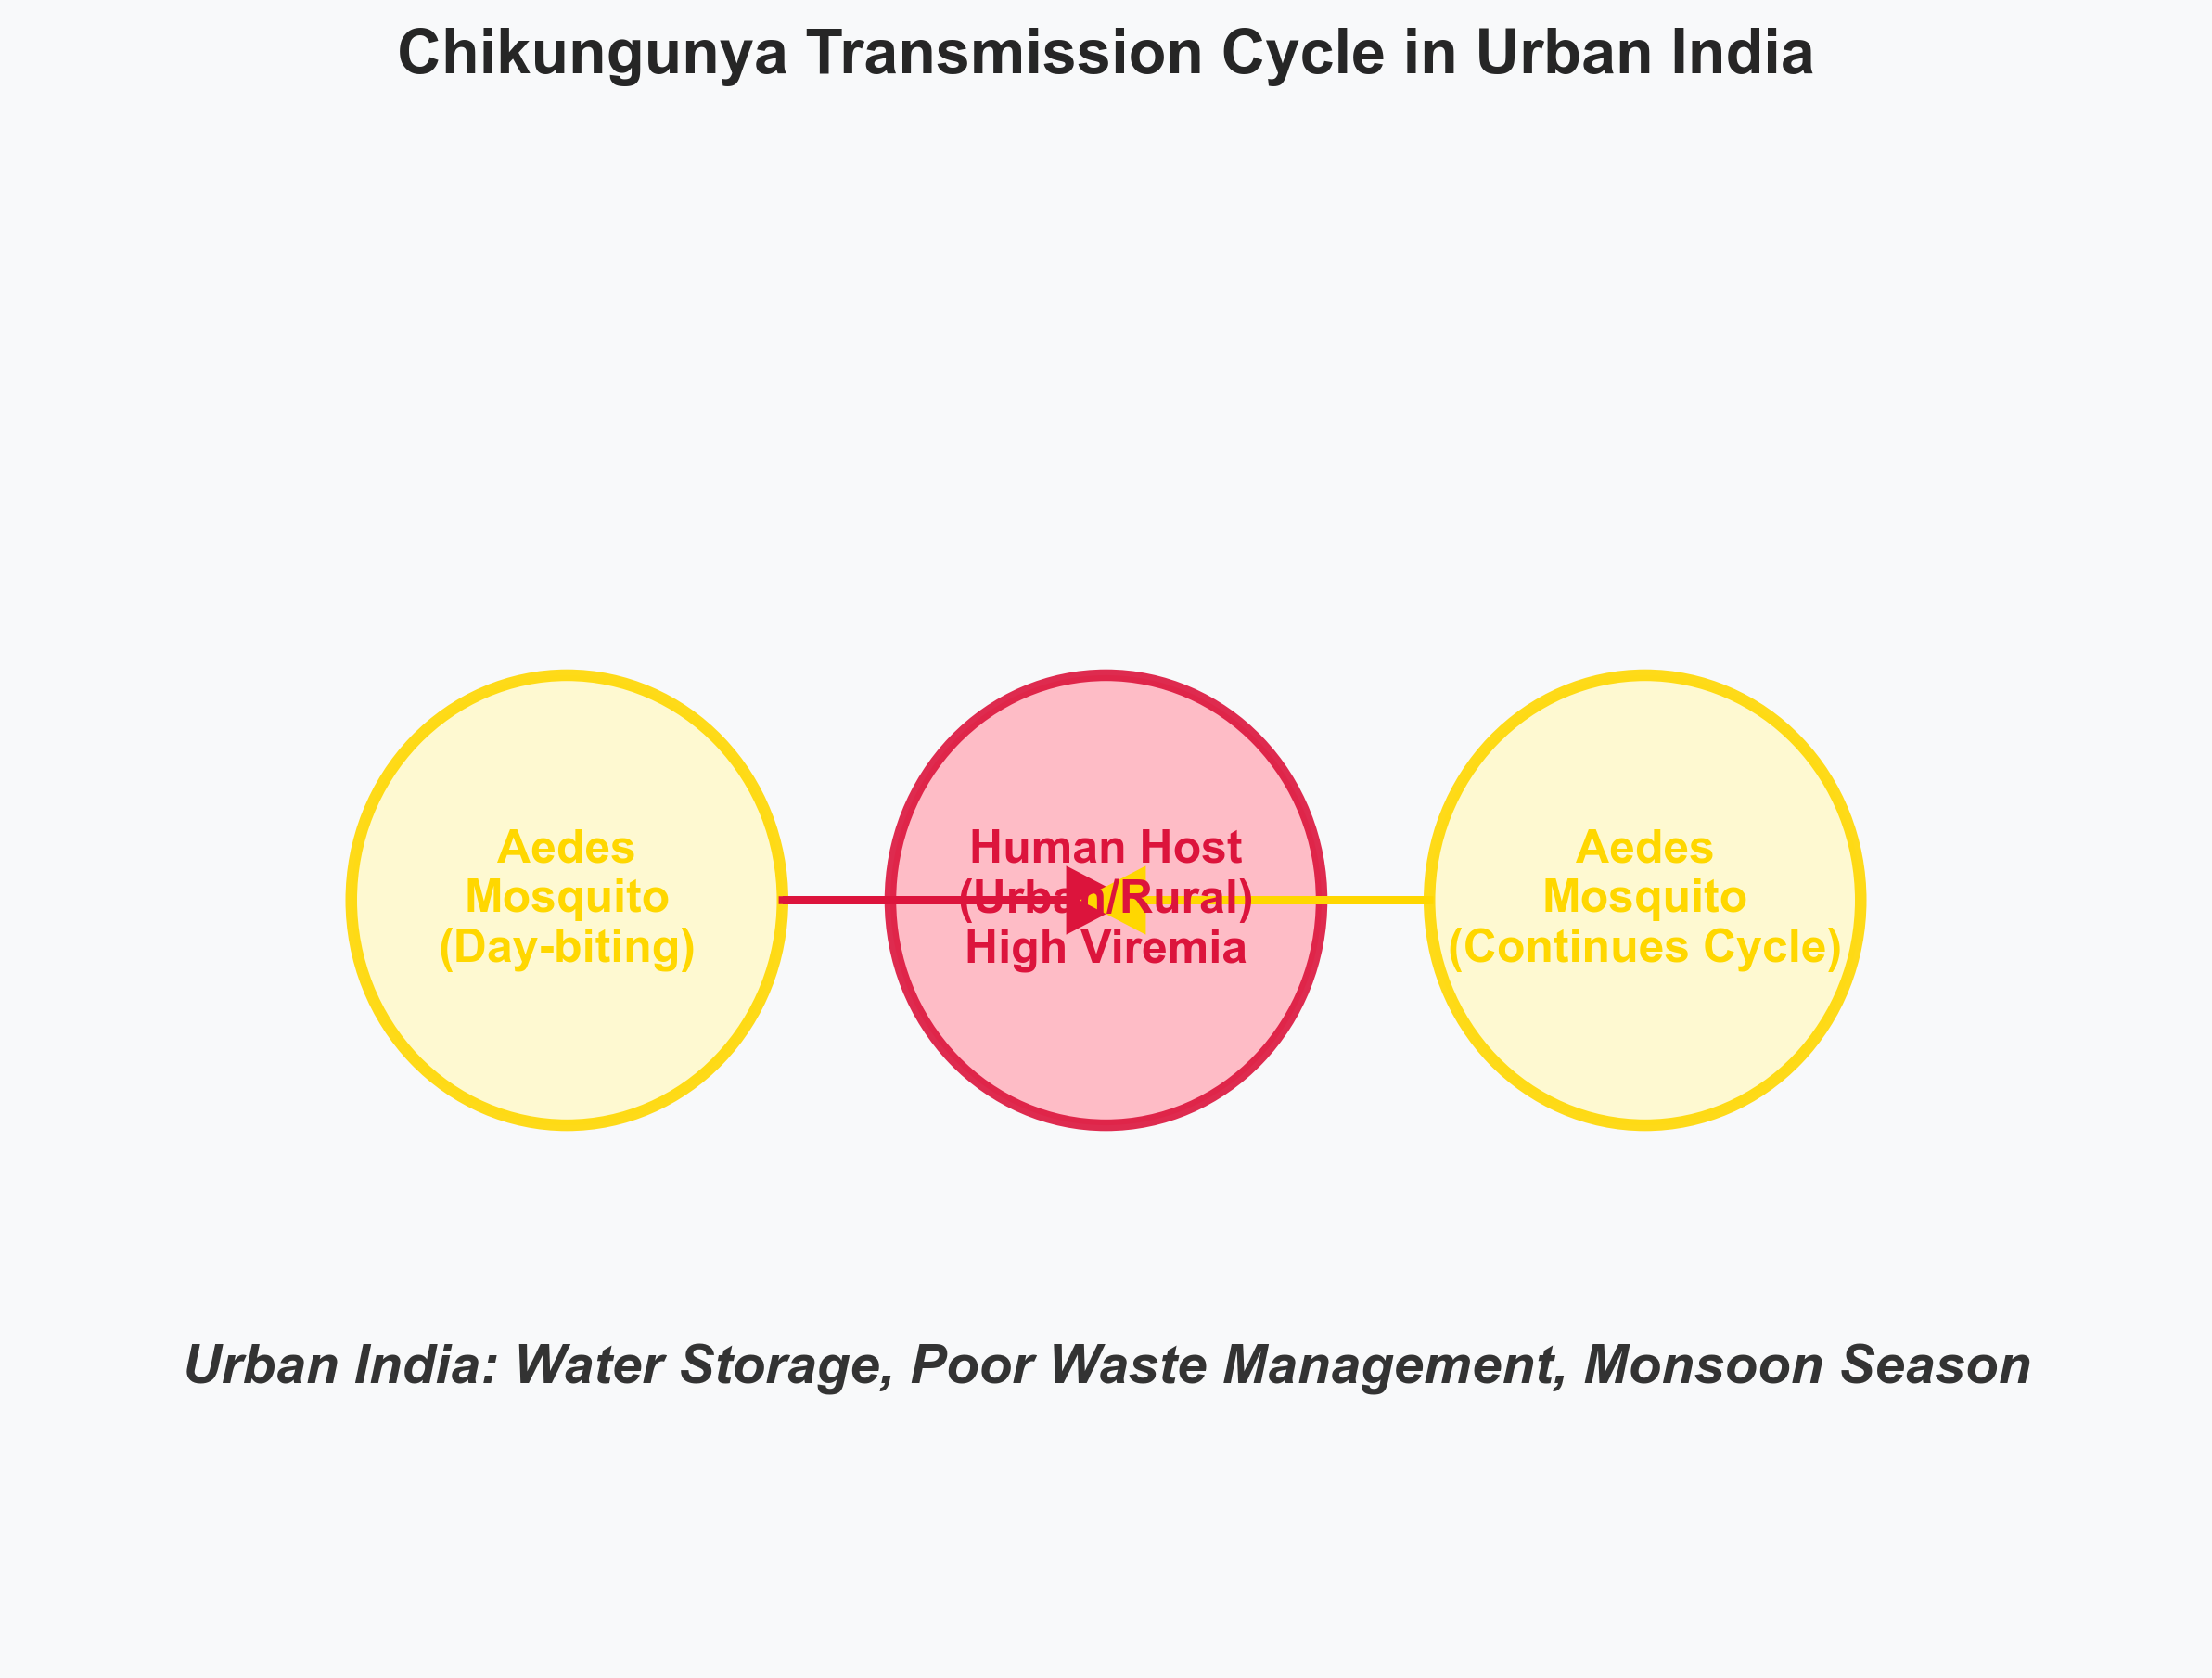 Chikungunya Transmission Cycle in Urban India
Aedes
Mosquito
(Day-biting)
Human Host
(Urban/Rural)
High Viremia
Aedes
Mosquito
(Continues Cycle)
Urban India: Water Storage, Poor Waste Management, Monsoon Season